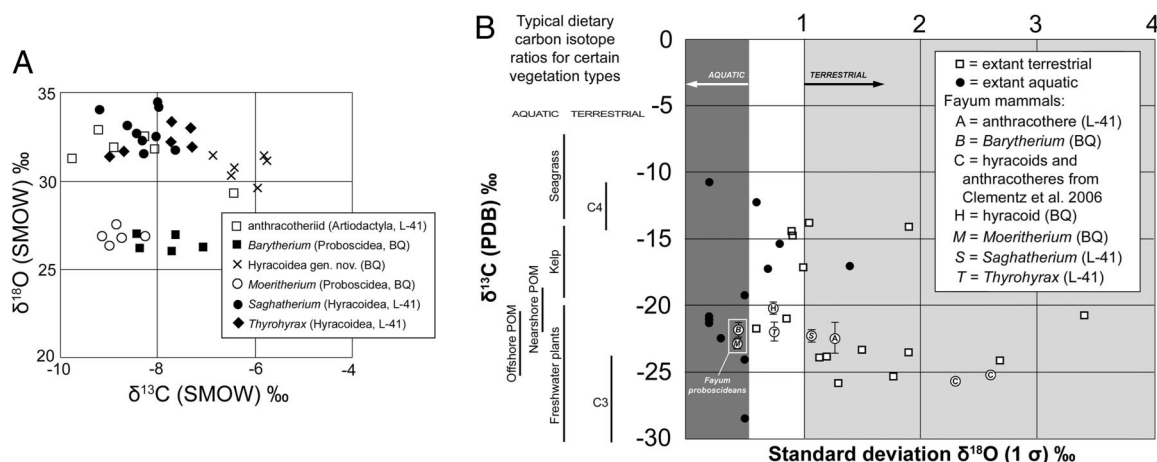 A
δ18O (SMOW) ‰
35
30
25
20
-10
-8
-6
-4
δ13C (SMOW) ‰
anthracotheriid (Artiodactyla, L-41)
Barytherium (Proboscidea, BQ)
Hyracoidea gen. nov. (BQ)
Moeritherium (Proboscidea, BQ)
Saghatherium (Hyracoidea, L-41)
Thyrohyrax (Hyracoidea, L-41)
B
Typical dietary
carbon isotope
ratios for certain
vegetation types
AQUATIC TERRESTRIAL
Offshore POM
Nearshore POM
Seagrass
Kelp
Freshwater plants
C4
C3
δ13C (PDB) ‰
0
-5
-10
-15
-20
-25
-30
1 2 3 4
AQUATIC
TERRESTRIAL
= extant terrestrial
= extant aquatic
Fayum mammals:
A = anthracothere (L-41)
B = Barytherium (BQ)
C = hyracoids and
anthracotheres from
Clementz et al. 2006
H = hyracoid (BQ)
M = Moeritherium (BQ)
S = Saghatherium (L-41)
T = Thyrohyrax (L-41)
H
B
M
T
S
A
C
C
Fayum
proboscideans
Standard deviation δ18O (1 σ) ‰